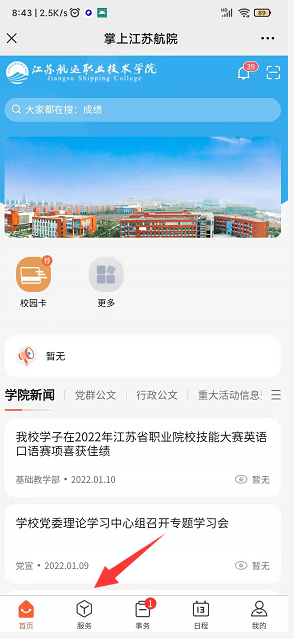 8:43
89
掌上江苏航院
江苏航运职业技术学院
Jiangsu Shipping College
39
大家都在搜：成绩
荐
校园卡
更多
暂无
学院新闻 党群公文 行政公文 重大活动信息
我校学子在2022年江苏省职业院校技能大赛英语
口语赛项喜获佳绩
基础教学部 • 2022.01.10 暂无
学校党委理论学习中心组召开专题学习会
党宣 • 2022.01.09 暂无
1
13
首页 服务 事务 日程 我的